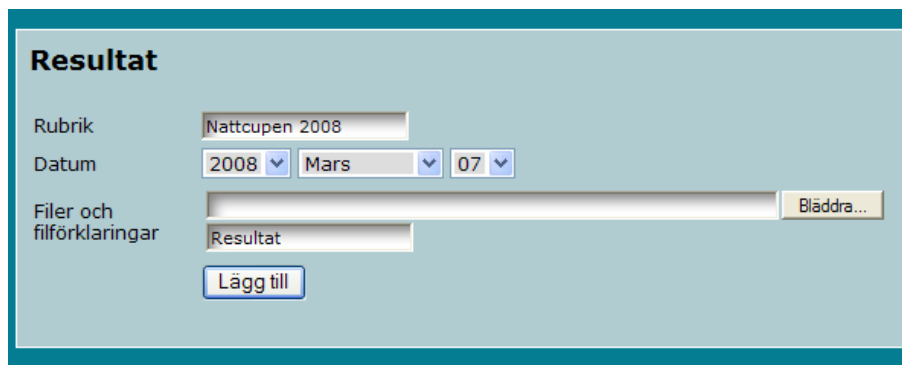 Resultat
Rubrik
Nattcupen 2008
Datum
2008 Mars 07
Filer och
filförklaringar
Bläddra...
Resultat
Lägg till